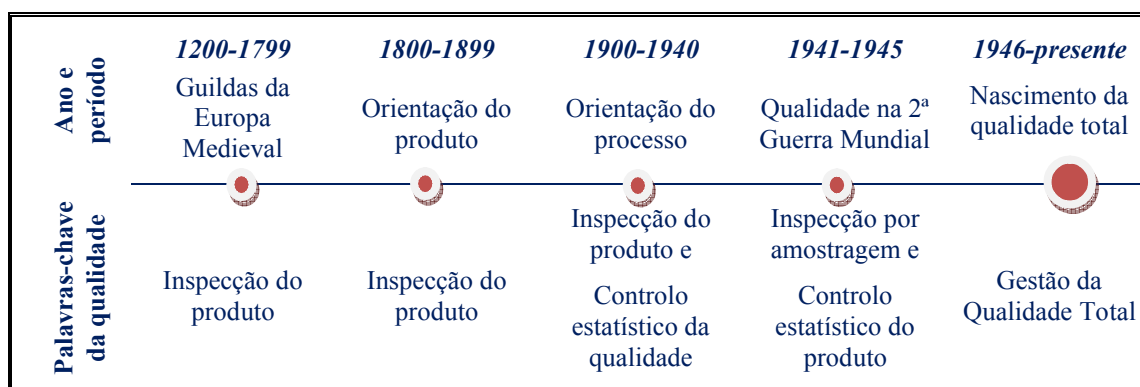 Ano e
período
1200-1799
Guildas da
Europa
Medieval
1800-1899
Orientação do
produto
1900-1940
Orientação do
processo
1941-1945
Qualidade na 2ª
Guerra Mundial
1946-presente
Nascimento da
qualidade total
Palavras-chave
da qualidade
Inspecção do
produto
Inspecção do
produto
Inspecção do
produto e
Controlo
estatístico da
qualidade
Inspecção por
amostragem e
Controlo
estatístico do
produto
Gestão da
Qualidade Total